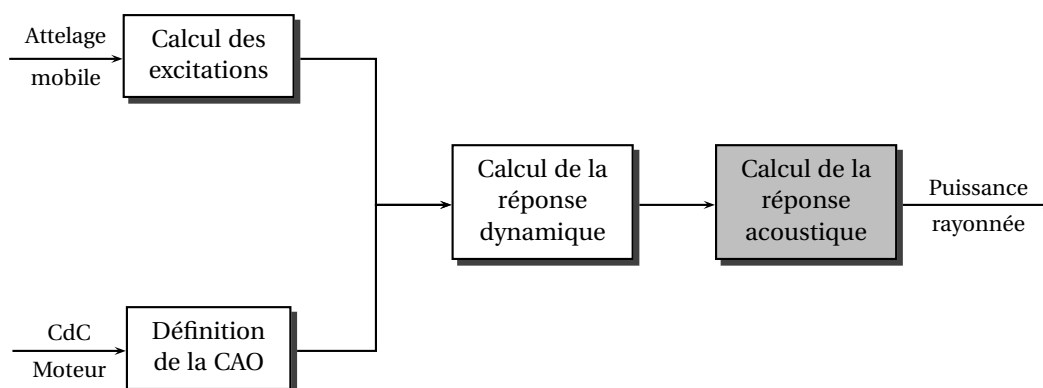 Attelage
mobile
Calcul des
excitations
Calcul de la
réponse
dynamique
Calcul de la
réponse
acoustique
Puissance
rayonnée
CdC
Moteur
Définition
de la CAO